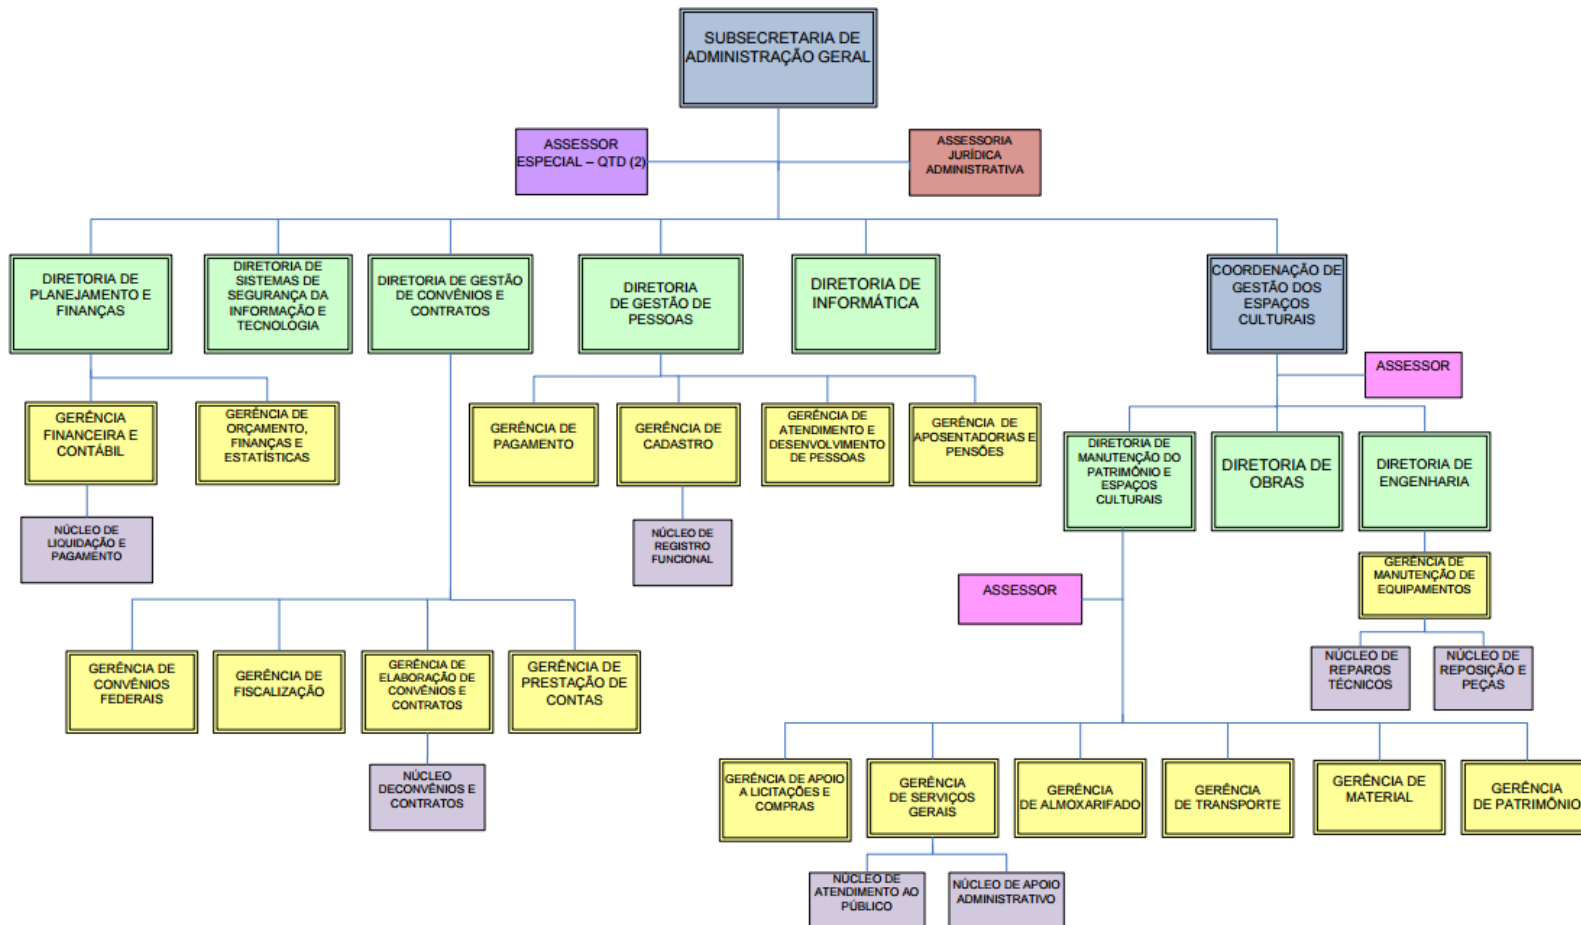 SUBSECRETARIA DE
ADMINISTRAÇÃO GERAL
ASSESSOR
ESPECIAL – QTD (2)
ASSESSORIA
JURÍDICA
ADMINISTRATIVA
DIRETORIA DE
PLANEJAMENTO E
FINANÇAS
DIRETORIA DE
SISTEMAS DE
SEGURANÇA DA
INFORMAÇÃO E
TECNOLOGIA
DIRETORIA DE GESTÃO
DE CONVÊNIOS E
CONTRATOS
DIRETORIA
DE GESTÃO DE
PESSOAS
DIRETORIA DE
INFORMÁTICA
COORDENAÇÃO DE
GESTÃO DOS
ESPAÇOS
CULTURAIS
ASSESSOR
GERÊNCIA
FINANCEIRA E
CONTÁBIL
GERÊNCIA DE
ORÇAMENTO,
FINANÇAS E
ESTATÍSTICAS
GERÊNCIA DE
PAGAMENTO
GERÊNCIA DE
CADASTRO
GERÊNCIA DE
ATENDIMENTO E
DESENVOLVIMENTO
DE PESSOAS
GERÊNCIA DE
APOSENTADORIAS E
PENSÕES
DIRETORIA DE
MANUTENÇÃO DO
PATRIMÔNIO E
ESPAÇOS
CULTURAIS
DIRETORIA DE
OBRAS
DIRETORIA DE
ENGENHARIA
NÚCLEO DE
LIQUIDAÇÃO E
PAGAMENTO
NÚCLEO DE
REGISTRO
FUNCIONAL
ASSESSOR
GERÊNCIA DE
MANUTENÇÃO DE
EQUIPAMENTOS
GERÊNCIA DE
CONVÊNIOS
FEDERAIS
GERÊNCIA DE
FISCALIZAÇÃO
GERÊNCIA DE
ELABORAÇÃO DE
CONVÊNIOS E
CONTRATOS
GERÊNCIA DE
PRESTAÇÃO DE
CONTAS
NÚCLEO DE
REPAROS
TÉCNICOS
NÚCLEO DE
REPOSIÇÃO E
PEÇAS
NÚCLEO
DECONVÊNIOS E
CONTRATOS
GERÊNCIA DE APOIO
A LICITAÇÕES E
COMPRAS
GERÊNCIA
DE SERVIÇOS
GERAIS
GERÊNCIA
DE ALMOXARIFADO
GERÊNCIA
DE TRANSPORTE
GERÊNCIA DE
MATERIAL
GERÊNCIA
DE PATRIMÔNIO
NÚCLEO DE
ATENDIMENTO AO
PÚBLICO
NÚCLEO DE APOIO
ADMINISTRATIVO